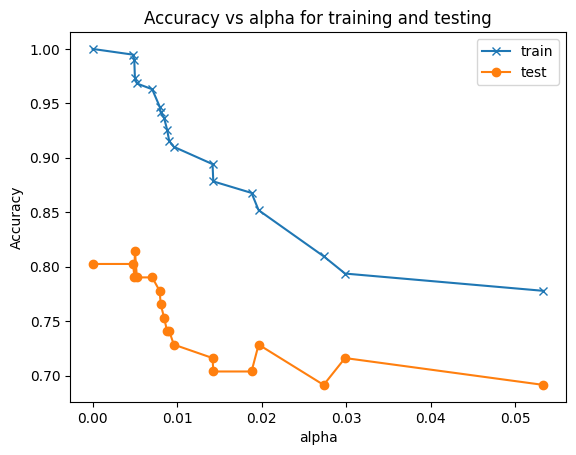 Accuracy vs alpha for training and testing
train
test
Accuracy
1.00
0.95
0.90
0.85
0.80
0.75
0.70
0.00 0.01 0.02 0.03 0.04 0.05
alpha